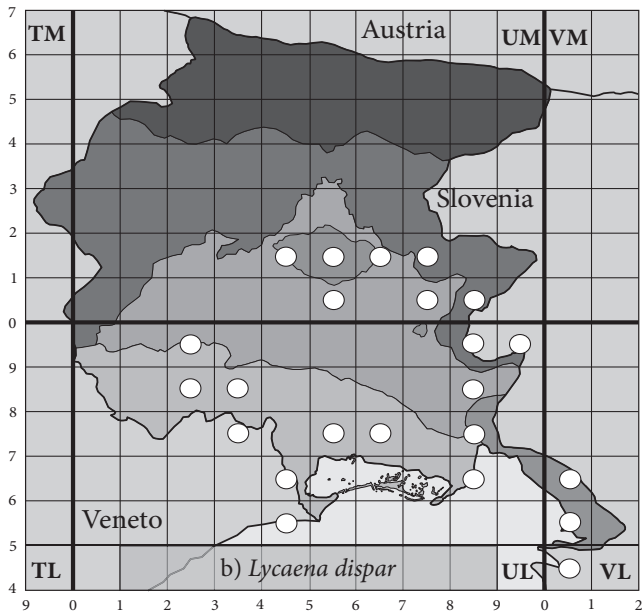 7
TM
Austria
UM
VM
6
5
4
3
Slovenia
2
1
0
9
8
7
6
Veneto
5
TL
b) Lycaena dispar
UL
VL
4
9 0 1 2 3 4 5 6 7 8 9 0 1 2